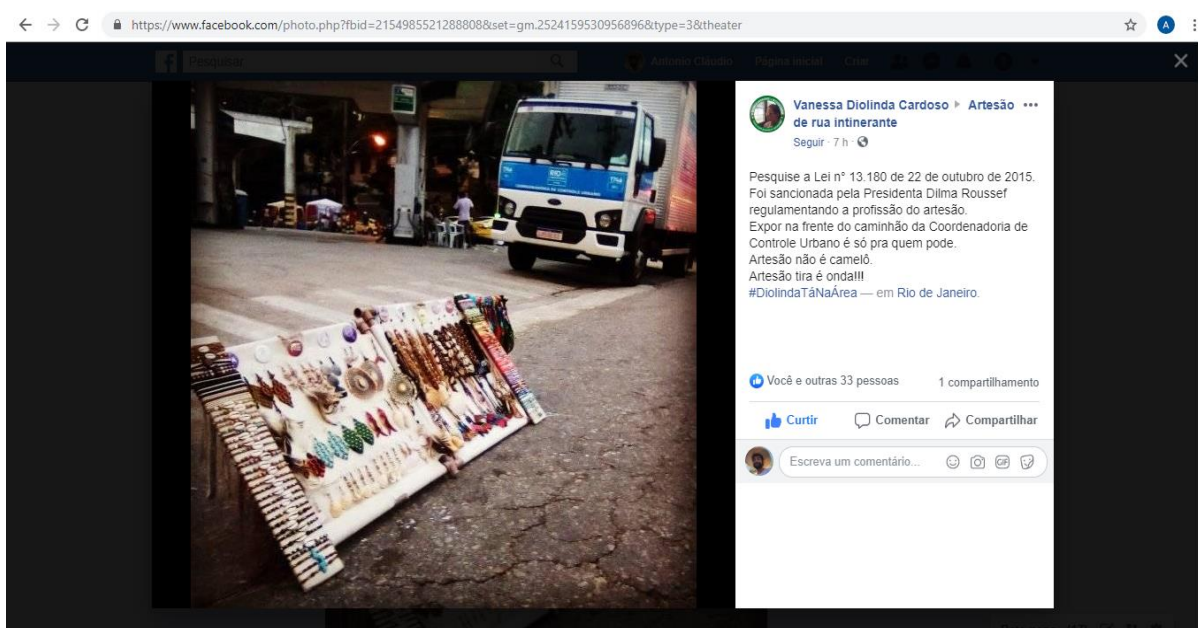 https://www.facebook.com/photo.php?fbid=2154985521288808&set=gm.2524159530956896&type=3&theater
A
f Pesquisar
Antonio Cláudio Página inicial Criar
RIO
COORDENADORIA DE CONTROLE URBANO
Vanessa Diolinda Cardoso ▸ Artesão
de rua intinerante
Seguir · 7 h ·
Pesquise a Lei n° 13.180 de 22 de outubro de 2015.
Foi sancionada pela Presidenta Dilma Roussef
regulamentando a profissão do artesão.
Expor na frente do caminhão da Coordenadoria de
Controle Urbano é só pra quem pode.
Artesão não é camelô.
Artesão tira é onda!!!
#DiolindaTáNaÁrea — em Rio de Janeiro.
Você e outras 33 pessoas 1 compartilhamento
Curtir Comentar Compartilhar
Escreva um comentário... GIF